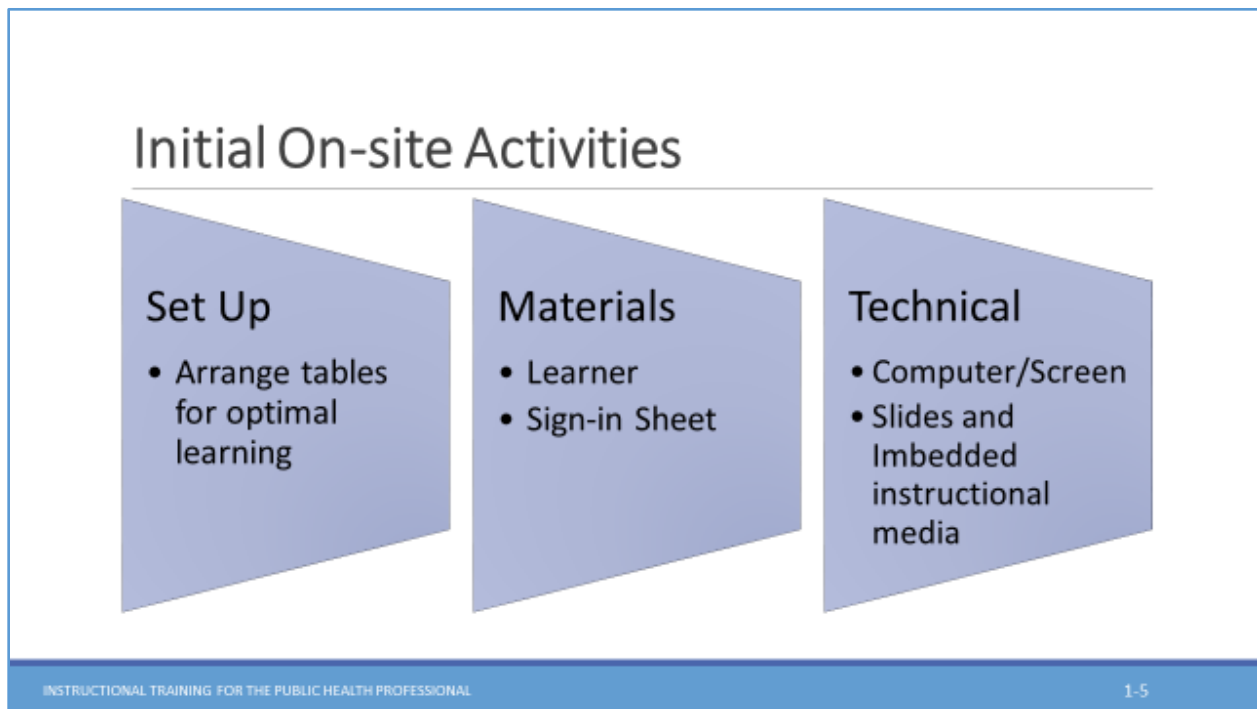 Initial On-site Activities
Set Up
• Arrange tables
for optimal
learning
Materials
• Learner
• Sign-in Sheet
Technical
• Computer/Screen
• Slides and
Imbedded
instructional
media
INSTRUCTIONAL TRAINING FOR THE PUBLIC HEALTH PROFESSIONAL
1-5